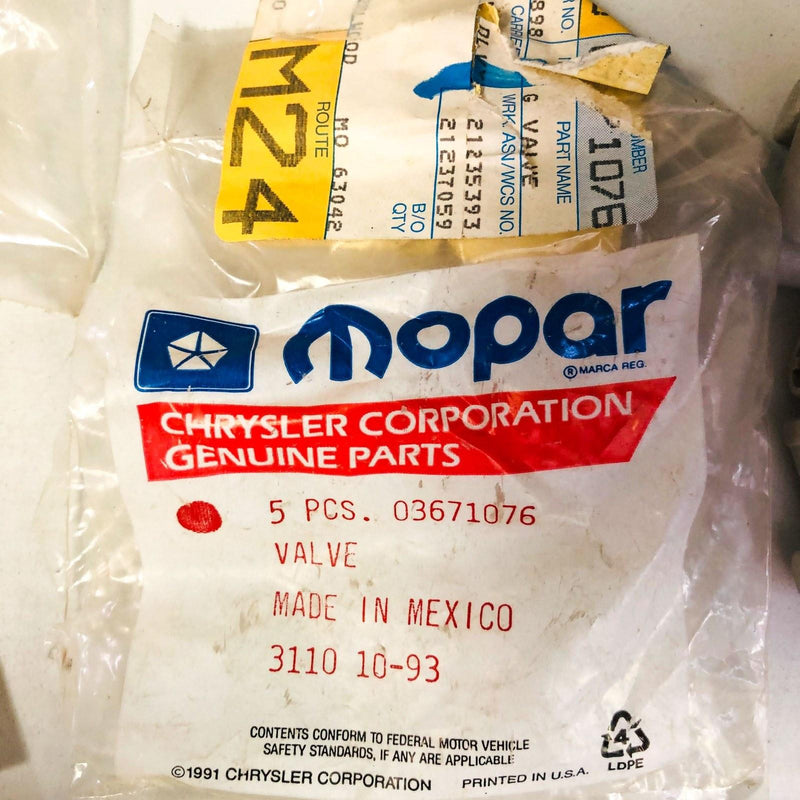 M24
ROUTE
MO 63042
B/O
QTY
21235393
21237059
WRK. ASN/WCS NO.
VALVE
PART NAME
1076
mopar
® MARCA REG.
CHRYSLER CORPORATION
GENUINE PARTS
5 PCS. 03671076
VALVE
MADE IN MEXICO
3110 10-93
CONTENTS CONFORM TO FEDERAL MOTOR VEHICLE
SAFETY STANDARDS, IF ANY ARE APPLICABLE
4
LDPE
©1991 CHRYSLER CORPORATION
PRINTED IN U.S.A.